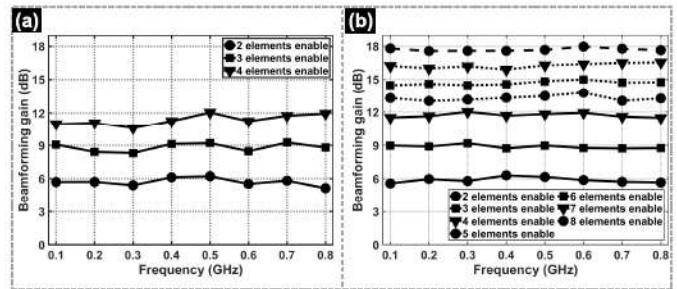 (a)
2 elements enable
3 elements enable
4 elements enable
Beamforming gain (dB)
18
15
12
9
6
3
0
0.1 0.2 0.3 0.4 0.5 0.6 0.7 0.8
Frequency (GHz)
(b)
Beamforming gain (dB)
18
15
12
9
6
3
0
2 elements enable 6 elements enable
3 elements enable 7 elements enable
4 elements enable 8 elements enable
5 elements enable
0.1 0.2 0.3 0.4 0.5 0.6 0.7 0.8
Frequency (GHz)